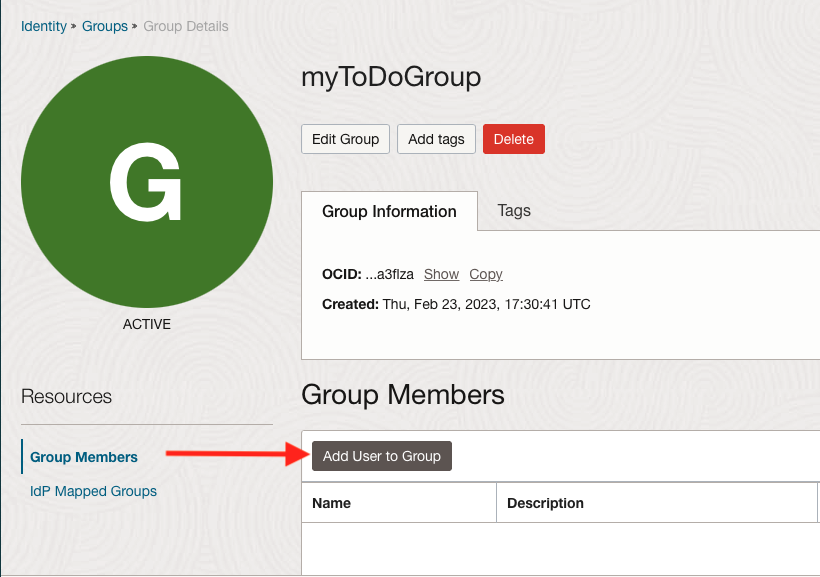 Identity » Groups » Group Details
G
ACTIVE
myToDoGroup
Edit Group Add tags Delete
Group Information Tags
OCID: ...a3flza Show Copy
Created: Thu, Feb 23, 2023, 17:30:41 UTC
Resources
Group Members
IdP Mapped Groups
Group Members
Add User to Group
Name Description